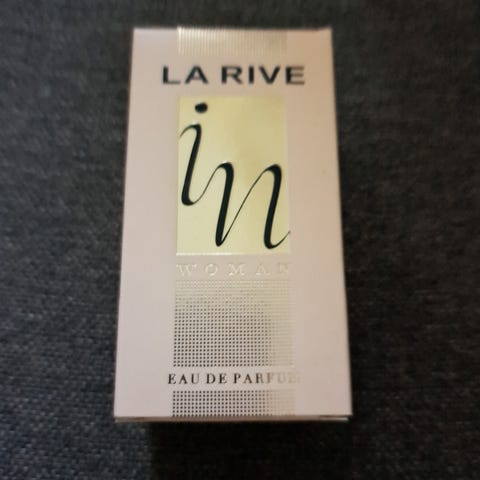 LA RIVE
in
WOMAN
EAU DE PARFUM